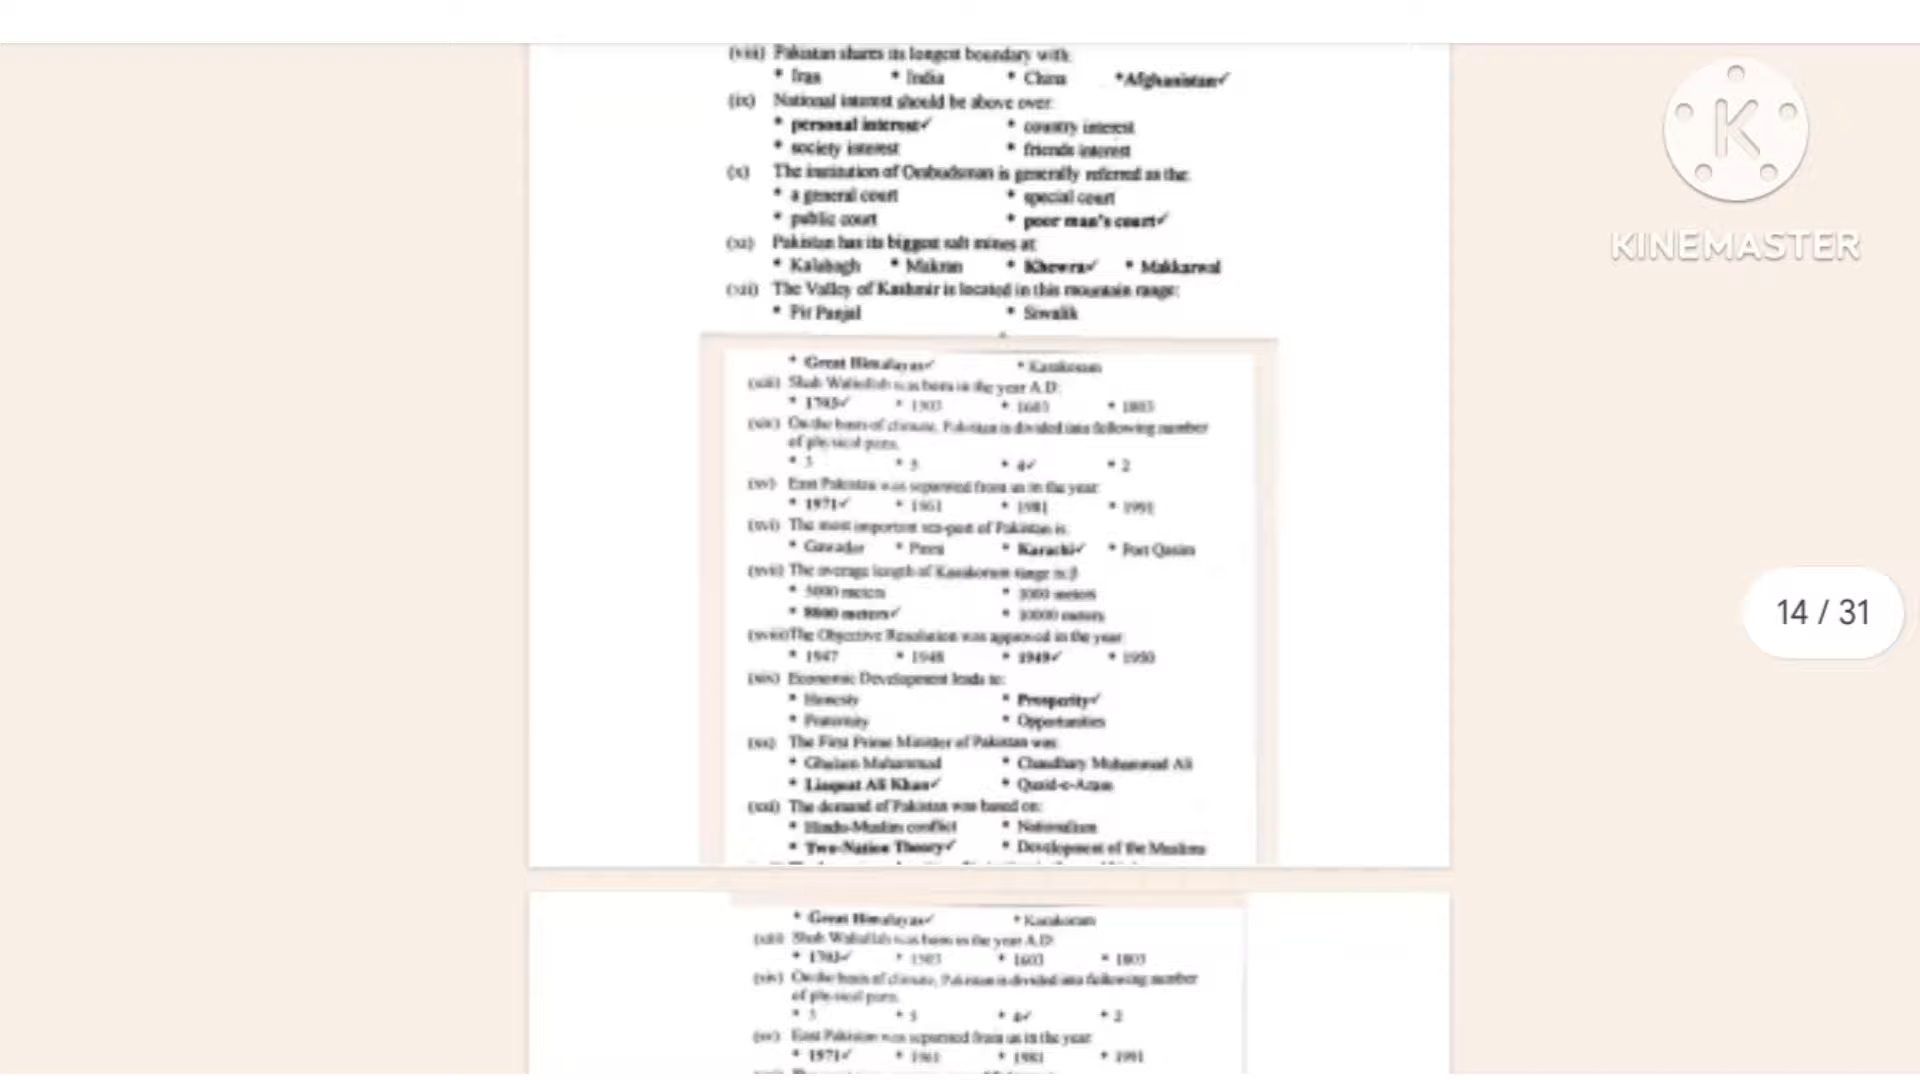 (viii) Pakistan shares its longest boundary with:
* Iran * India * China *Afghanistan✓
(ix) National interest should be above over:
* personal interest✓ * country interest
* society interest * friends interest
(x) The institution of Ombudsman is generally referred as the:
* a general court * special court
* public court * poor man's court✓
(xi) Pakistan has its biggest salt mines at:
* Kalabagh * Makran * Khewra✓ * Makkarwal
(xii) The Valley of Kashmir is located in this mountain range:
* Pir Panjal * Siwalik
* Great Himalayas✓ * Karakoram
(xiii) Shah Waliullah was born in the year A.D:
* 1703✓ * 1503 * 1603 * 1803
(xiv) On the basis of climate, Pakistan is divided into following number
of physical parts.
* 3 * 5 * 4✓ * 2
(xv) East Pakistan was separated from us in the year:
* 1971✓ * 1961 * 1981 * 1991
(xvi) The most important sea-port of Pakistan is:
* Gawader * Pasni * Karachi✓ * Port Qasim
(xvii) The average length of Karakoram range is:
* 5000 meters * 3000 meters
* 8000 meters✓ * 10000 meters
(xviii) The Objective Resolution was approved in the year:
* 1947 * 1948 * 1949✓ * 1950
(xix) Economic Development leads to:
* Honesty * Prosperity✓
* Fraternity * Opportunities
(xx) The First Prime Minister of Pakistan was:
* Ghulam Muhammad * Chaudhary Muhammad Ali
* Liaquat Ali Khan✓ * Quaid-e-Azam
(xxi) The demand of Pakistan was based on:
* Hindu-Muslim conflict * Nationalism
* Two-Nation Theory✓ * Development of the Muslims
* Great Himalayas✓ * Karakoram
(xiii) Shah Waliullah was born in the year A.D:
* 1703✓ * 1503 * 1603 * 1803
(xiv) On the basis of climate, Pakistan is divided into following number
of physical parts.
* 3 * 5 * 4✓ * 2
(xv) East Pakistan was separated from us in the year:
* 1971✓ * 1961 * 1981 * 1991
K
KINEMASTER
14 / 31